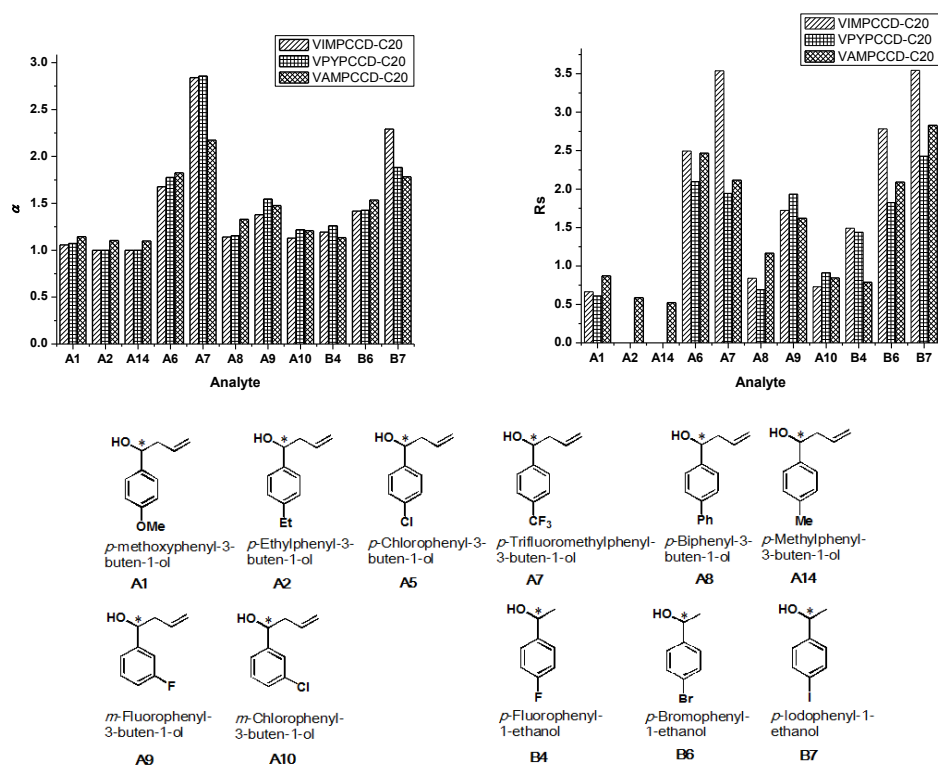 VIMPCCD-C20
VPYPCCD-C20
VAMPCCD-C20
3.0
2.5
2.0
1.5
1.0
0.5
0.0
α
A1 A2 A14 A6 A7 A8 A9 A10 B4 B6 B7
Analyte
VIMPCCD-C20
VPYPCCD-C20
VAMPCCD-C20
3.5
3.0
2.5
2.0
1.5
1.0
0.5
0.0
Rs
A1 A2 A14 A6 A7 A8 A9 A10 B4 B6 B7
Analyte
HO *
OMe
p-methoxyphenyl-3-
buten-1-ol
A1
HO *
Et
p-Ethylphenyl-3-
buten-1-ol
A2
HO *
Cl
p-Chlorophenyl-3-
buten-1-ol
A5
HO *
CF3
p-Trifluoromethylphenyl-
3-buten-1-ol
A7
HO *
Ph
p-Biphenyl-3-
buten-1-ol
A8
HO *
Me
p-Methylphenyl-
3-buten-1-ol
A14
HO *
F
m-Fluorophenyl-
3-buten-1-ol
A9
HO *
Cl
m-Chlorophenyl-
3-buten-1-ol
A10
HO *
F
p-Fluorophenyl-
1-ethanol
B4
HO *
Br
p-Bromophenyl-
1-ethanol
B6
HO *
I
p-Iodophenyl-1-
ethanol
B7